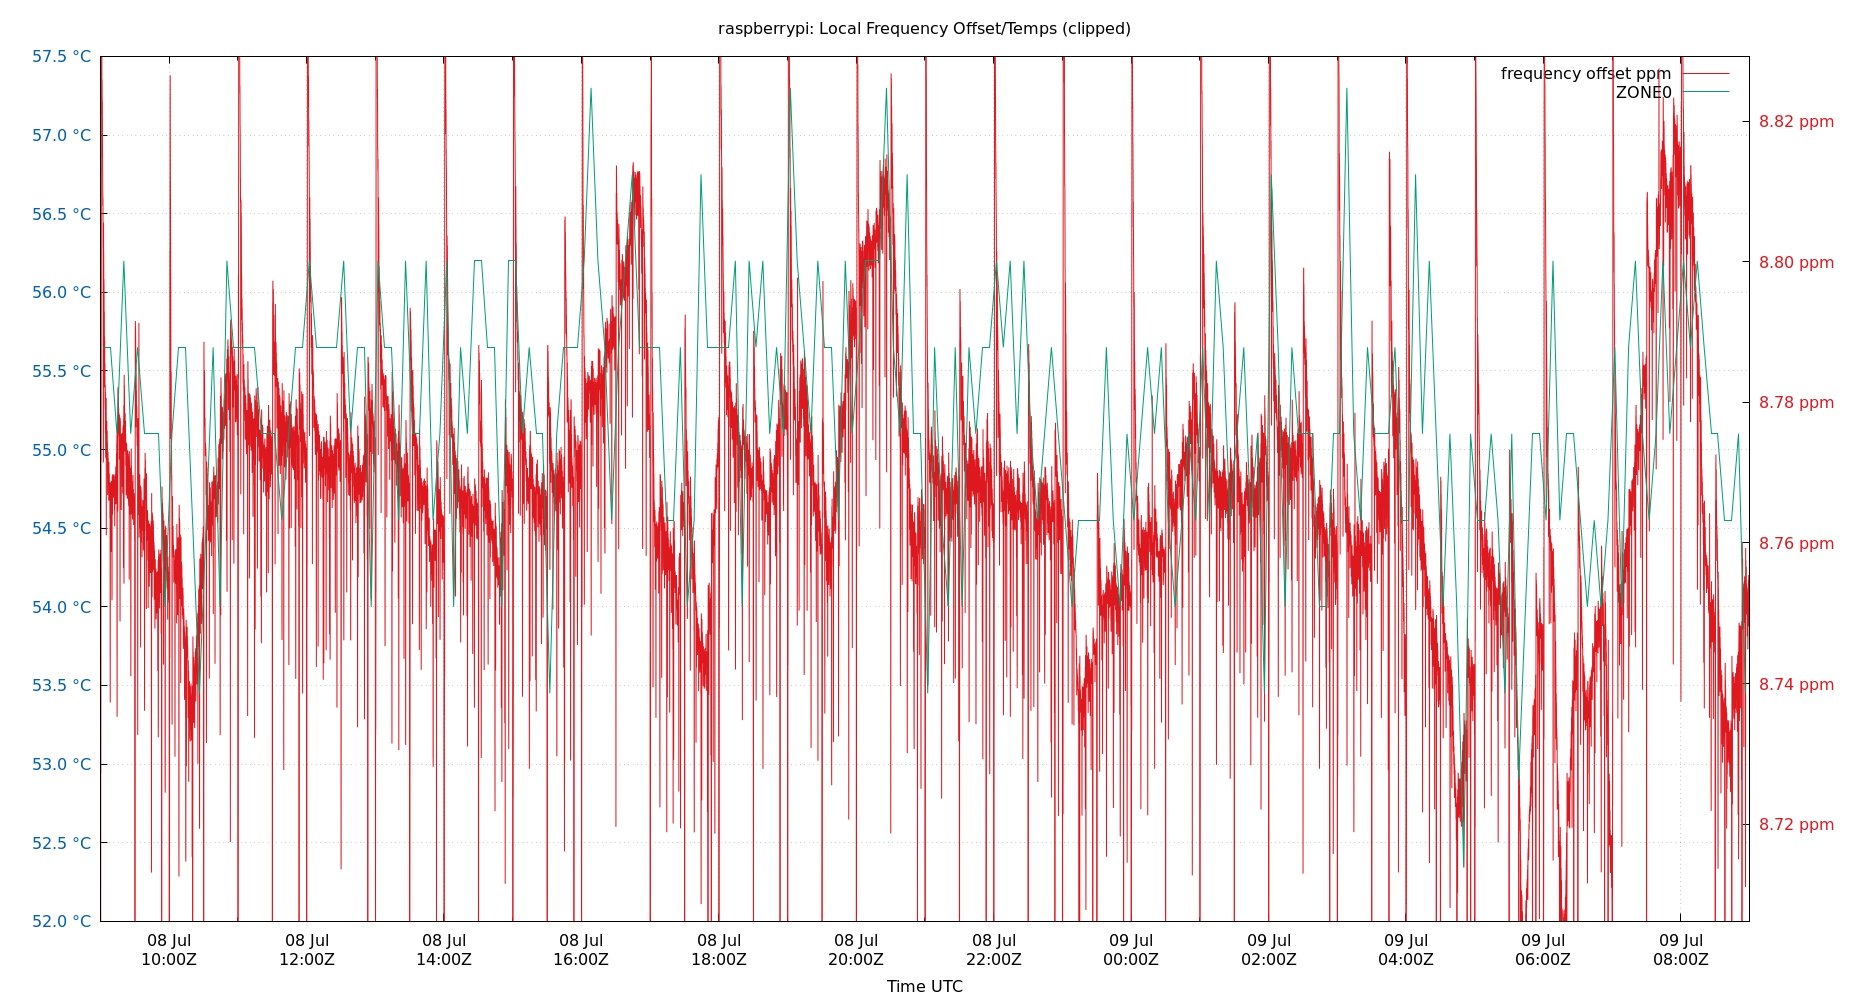 raspberrypi: Local Frequency Offset/Temps (clipped)
57.5 °C
57.0 °C
56.5 °C
56.0 °C
55.5 °C
55.0 °C
54.5 °C
54.0 °C
53.5 °C
53.0 °C
52.5 °C
52.0 °C
frequency offset ppm
ZONE0
8.82 ppm
8.80 ppm
8.78 ppm
8.76 ppm
8.74 ppm
8.72 ppm
08 Jul
10:00Z
08 Jul
12:00Z
08 Jul
14:00Z
08 Jul
16:00Z
08 Jul
18:00Z
08 Jul
20:00Z
08 Jul
22:00Z
09 Jul
00:00Z
09 Jul
02:00Z
09 Jul
04:00Z
09 Jul
06:00Z
09 Jul
08:00Z
Time UTC